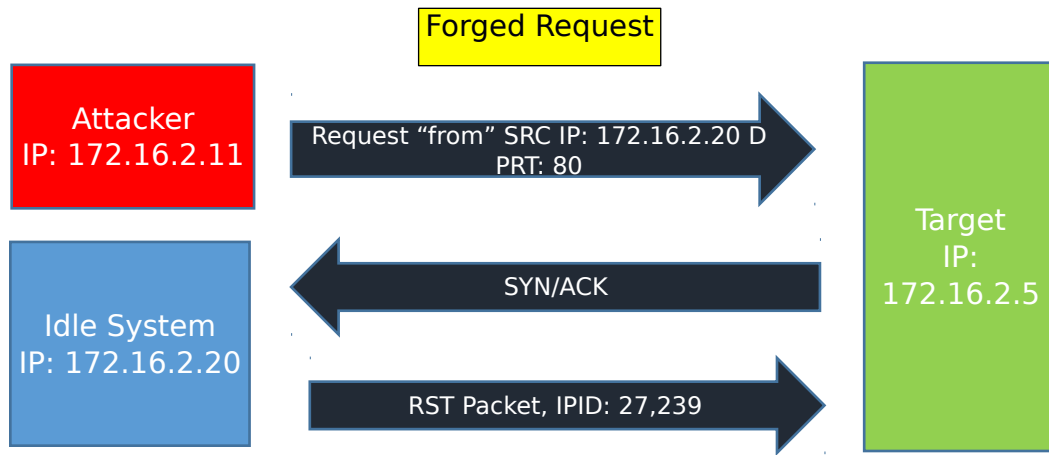 Forged Request
Attacker
IP: 172.16.2.11
Request “from” SRC IP: 172.16.2.20 D
PRT: 80
SYN/ACK
Idle System
IP: 172.16.2.20
RST Packet, IPID: 27,239
Target
IP:
172.16.2.5